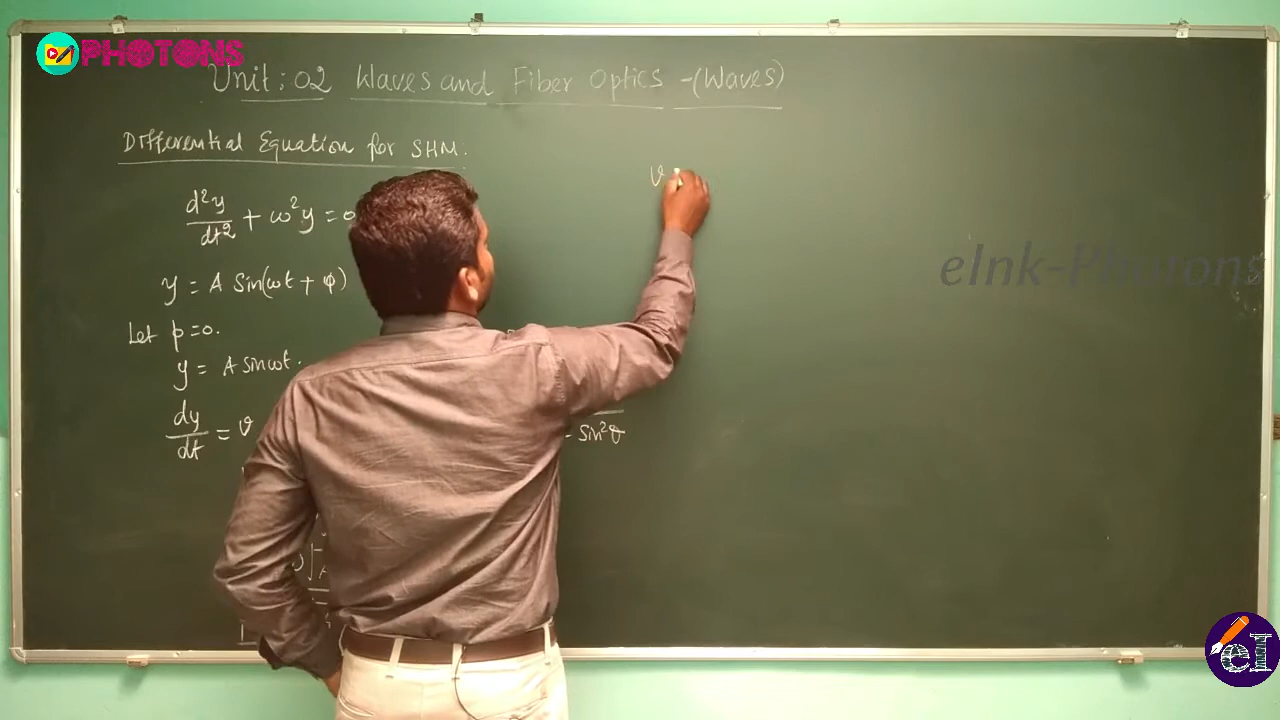 PHOTONS
Unit : 02 Waves and Fiber Optics -(Waves)
Differential Equation for SHM.
d²y/dt² + ω²y = 0
y = A Sin(ωt + φ)
Let φ =0.
y = A sinωt.
dy/dt = v
- Sin²θ
v
eInk-Photons
eI